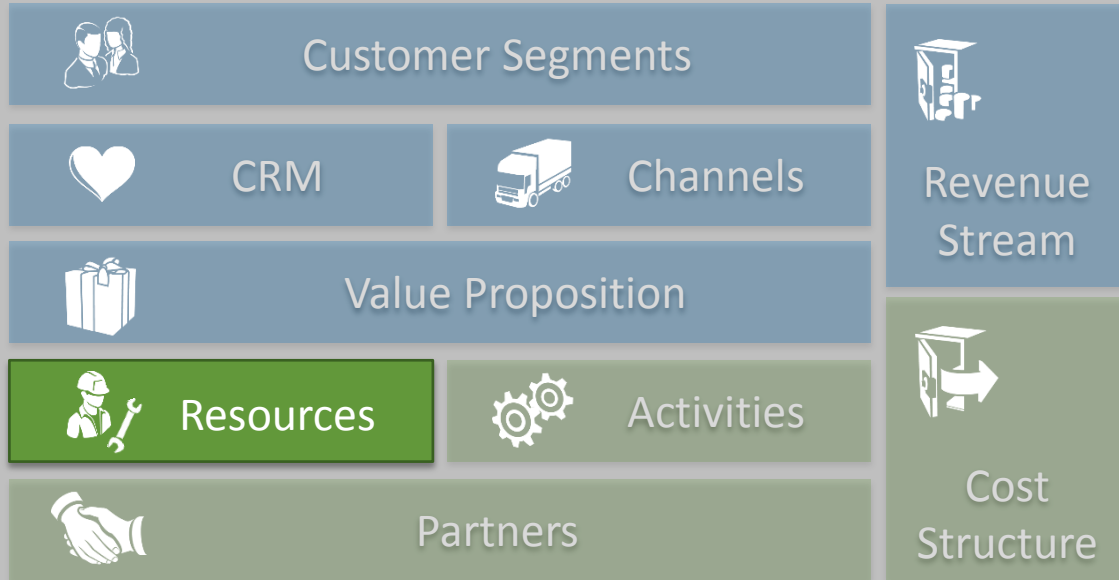 Customer Segments
CRM
Channels
Revenue
Stream
Value Proposition
Resources
Activities
Cost
Structure
Partners